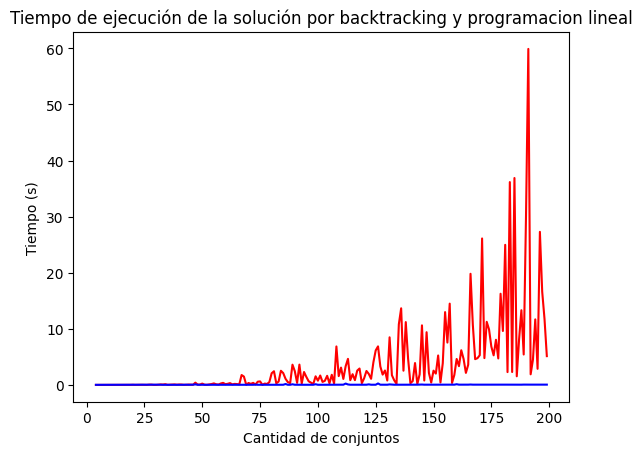 Tiempo de ejecución de la solución por backtracking y programacion lineal
60
50
40
30
20
10
0
Tiempo (s)
0 25 50 75 100 125 150 175 200
Cantidad de conjuntos